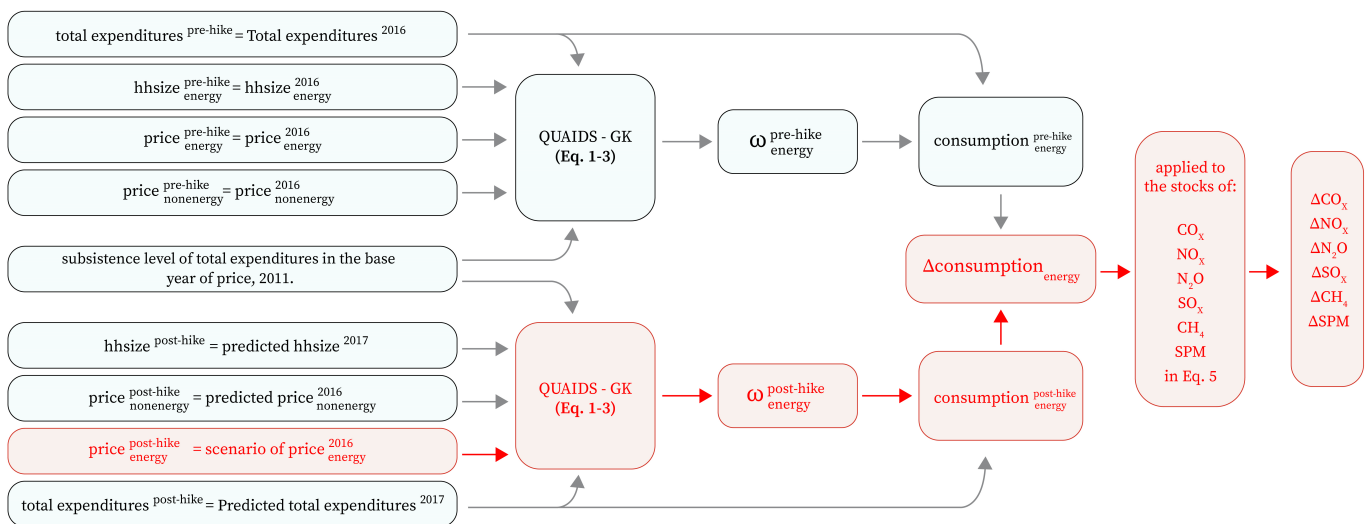 total expenditures pre-hike = Total expenditures 2016
hhsize pre-hike energy = hhsize 2016 energy
price pre-hike energy = price 2016 energy
price pre-hike nonenergy = price 2016 nonenergy
subsistence level of total expenditures in the base
year of price, 2011.
hhsize post-hike = predicted hhsize 2017
price post-hike nonenergy = predicted price 2016 nonenergy
price post-hike energy = scenario of price 2016 energy
total expenditures post-hike = Predicted total expenditures 2017
QUAIDS - GK
(Eq. 1-3)
ω pre-hike energy
consumption pre-hike energy
QUAIDS - GK
(Eq. 1-3)
ω post-hike energy
consumption post-hike energy
Δconsumption energy
applied to
the stocks of:
COX
NOX
N2O
SOX
CH4
SPM
in Eq. 5
ΔCOX
ΔNOX
ΔN2O
ΔSOX
ΔCH4
ΔSPM